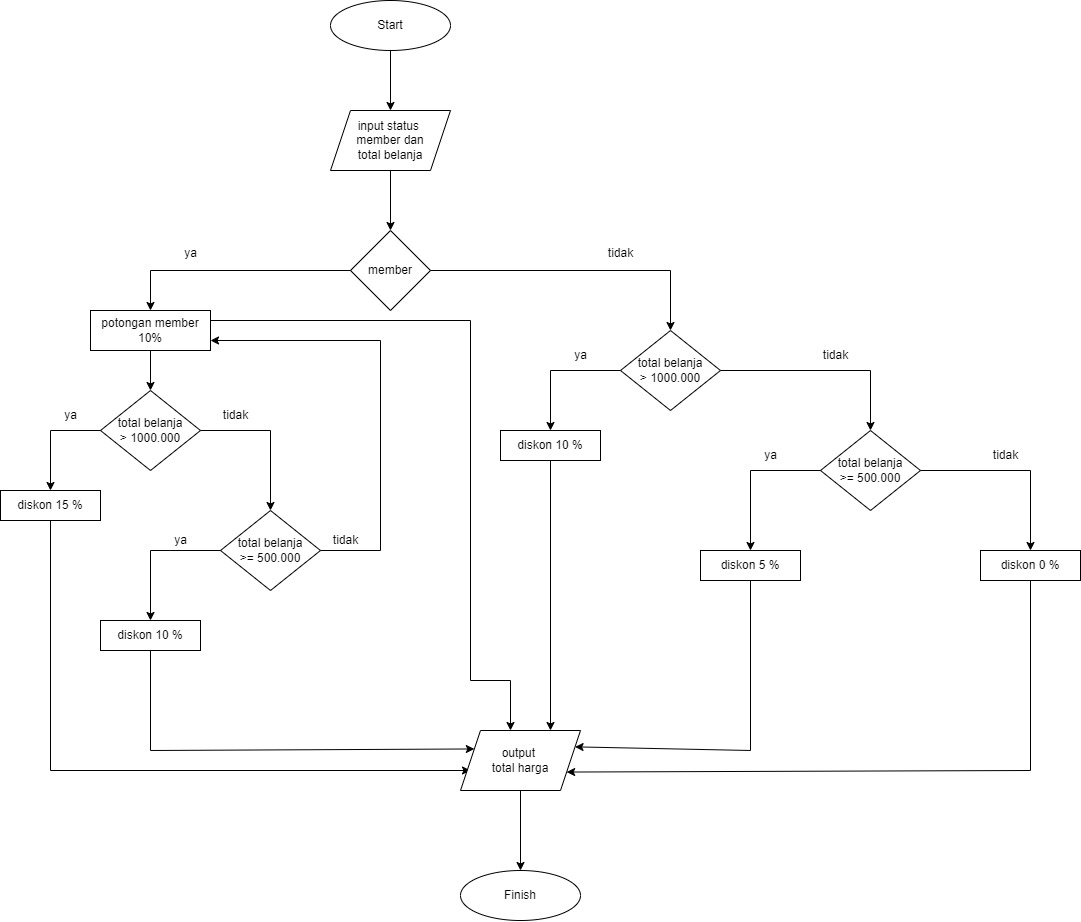 Start
input status
member dan
total belanja
member
ya
tidak
potongan member
10%
total belanja
> 1000.000
ya
tidak
diskon 15 %
total belanja
>= 500.000
ya
tidak
diskon 10 %
total belanja
> 1000.000
ya
tidak
diskon 10 %
total belanja
>= 500.000
ya
tidak
diskon 5 %
diskon 0 %
output
total harga
Finish